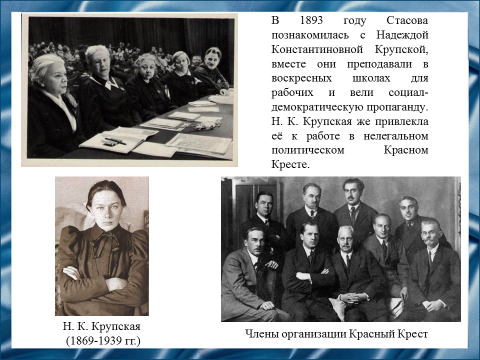 В 1893 году Стасова
познакомилась с Надеждой
Константиновной Крупской,
вместе они преподавали в
воскресных школах для
рабочих и вели социал-
демократическую пропаганду.
Н. К. Крупская же привлекла
её к работе в нелегальном
политическом Красном
Кресте.
Н. К. Крупская
(1869-1939 гг.)
Члены организации Красный Крест